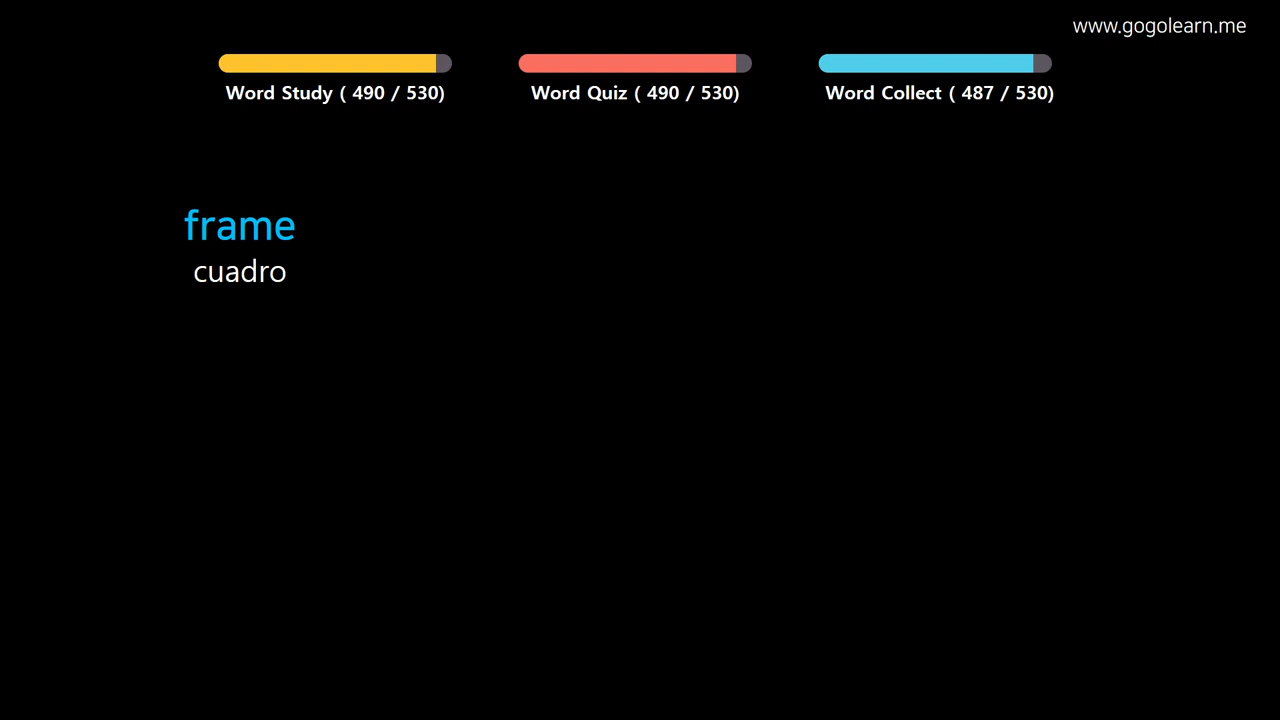 www.gogolearn.me
Word Study ( 490 / 530)
Word Quiz ( 490 / 530)
Word Collect ( 487 / 530)
frame
cuadro